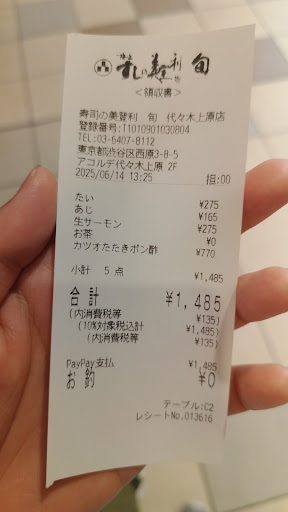 梅丘
すしの美登利 旬
<領収書>
寿司の美登利 旬 代々木上原店
登録番号:T1010901030804
TEL:03-6407-8112
東京都渋谷区西原3-8-5
アコルデ代々木上原 2F
2025/06/14 13:25 担:00
たい ¥275
あじ ¥165
生サーモン ¥275
お茶 ¥0
カツオたたきポン酢 ¥770
小計 5 点 ¥1,485
合計 ¥1,485
(内消費税等 ¥135)
(10%対象税込計 ¥1,485)
(内消費税等 ¥135)
PayPay支払 ¥1,485
お釣 ¥0
テーブル:C2
レシートNo.013616